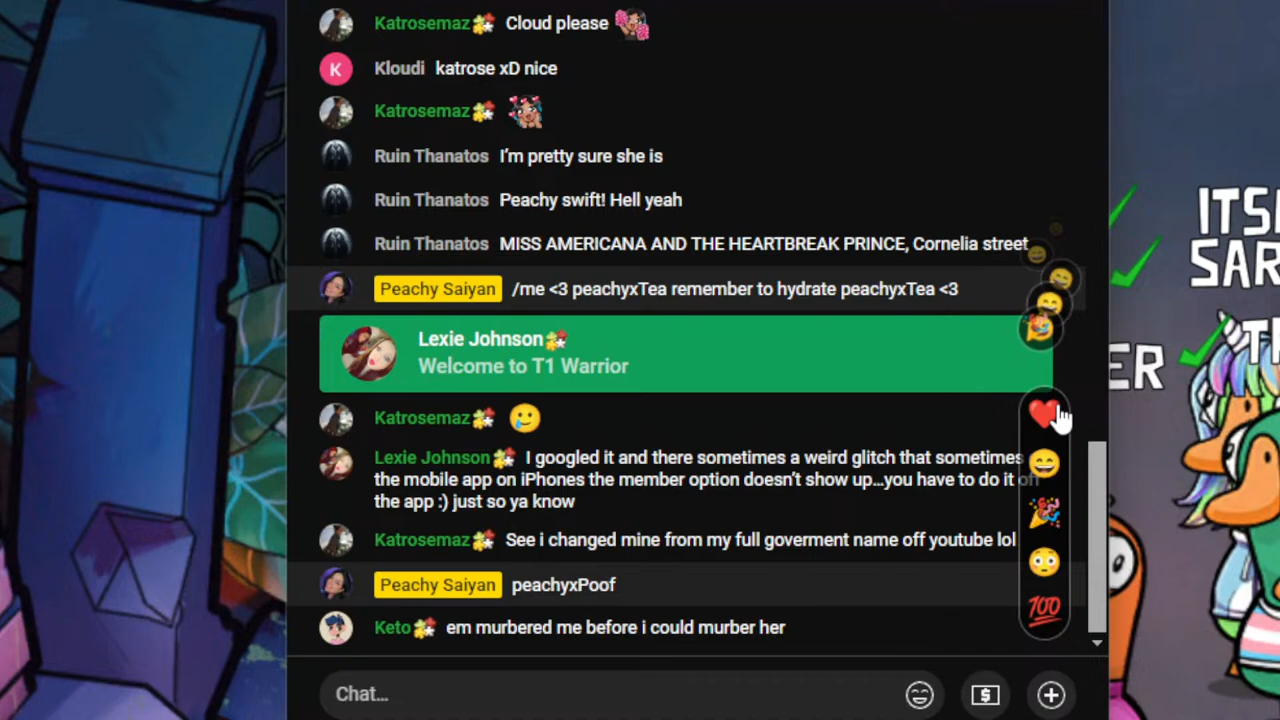 Katrosemaz Cloud please
K Kloudi katrose xD nice
Katrosemaz
Ruin Thanatos I'm pretty sure she is
Ruin Thanatos Peachy swift! Hell yeah
Ruin Thanatos MISS AMERICANA AND THE HEARTBREAK PRINCE, Cornelia street
Peachy Saiyan /me <3 peachyxTea remember to hydrate peachyxTea <3
Lexie Johnson
Welcome to T1 Warrior
Katrosemaz
Lexie Johnson I googled it and there sometimes a weird glitch that sometimes
the mobile app on iPhones the member option doesn't show up…you have to do it off
the app :) just so ya know
Katrosemaz See i changed mine from my full goverment name off youtube lol
Peachy Saiyan peachyxPoof
Keto em murbered me before i could murber her
100
Chat…
$